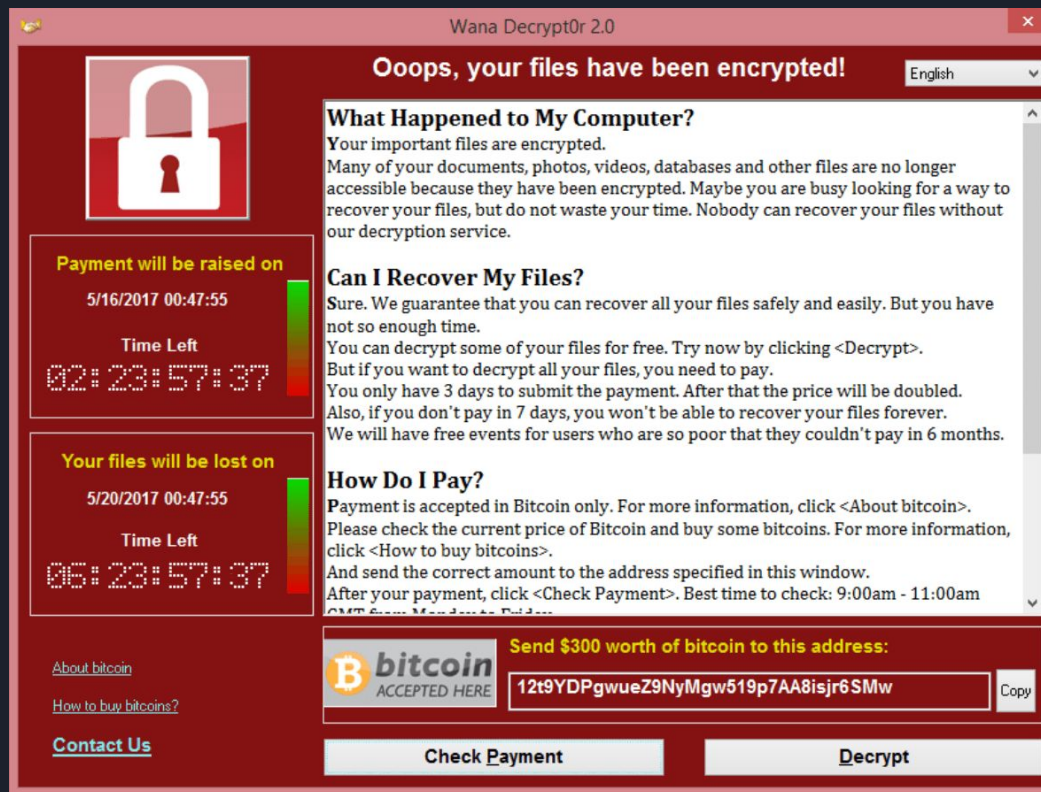 Wana Decrypt0r 2.0
Ooops, your files have been encrypted!
English
Payment will be raised on
5/16/2017 00:47:55
Time Left
02:23:57:37
Your files will be lost on
5/20/2017 00:47:55
Time Left
06:23:57:37
About bitcoin
How to buy bitcoins?
Contact Us
What Happened to My Computer?
Your important files are encrypted.
Many of your documents, photos, videos, databases and other files are no longer
accessible because they have been encrypted. Maybe you are busy looking for a way to
recover your files, but do not waste your time. Nobody can recover your files without
our decryption service.
Can I Recover My Files?
Sure. We guarantee that you can recover all your files safely and easily. But you have
not so enough time.
You can decrypt some of your files for free. Try now by clicking <Decrypt>.
But if you want to decrypt all your files, you need to pay.
You only have 3 days to submit the payment. After that the price will be doubled.
Also, if you don't pay in 7 days, you won't be able to recover your files forever.
We will have free events for users who are so poor that they couldn't pay in 6 months.
How Do I Pay?
Payment is accepted in Bitcoin only. For more information, click <About bitcoin>.
Please check the current price of Bitcoin and buy some bitcoins. For more information,
click <How to buy bitcoins>.
And send the correct amount to the address specified in this window.
After your payment, click <Check Payment>. Best time to check: 9:00am - 11:00am
GMT from Monday to Friday
bitcoin
ACCEPTED HERE
Send $300 worth of bitcoin to this address:
12t9YDPgwueZ9NyMgw519p7AA8isjr6SMw
Copy
Check Payment
Decrypt